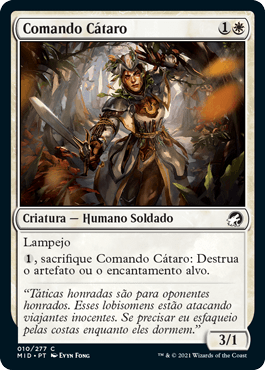 Comando Cátaro 1
Criatura — Humano Soldado
Lampejo
1, sacrifique Comando Cátaro: Destrua
o artefato ou o encantamento alvo.
“Táticas honradas são para oponentes
honrados. Esses lobisomens estão atacando
viajantes inocentes. Se precisar eu esfaqueio
pelas costas enquanto eles dormem.”
3/1
010/277 C
MID • PT Evyn Fong
™ & © 2021 Wizards of the Coast